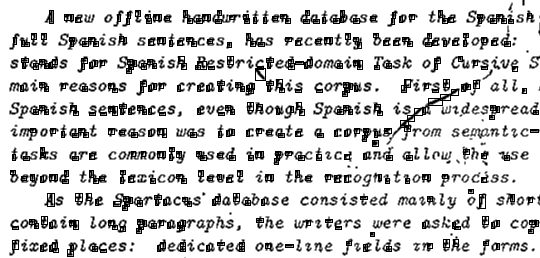 A new offline handwritten database for the Spanish
full Spanish sentences, has recently been developed:
stands for Spanish Restricted-domain Task of Cursive S
main reasons for creating this corpus. First of all,
Spanish sentences, even though Spanish is a widespread
important reason was to create a corpus from semantic-
tasks are commonly used in practice and allow the use
beyond the lexicon level in the recognition process.
As the Spartacus database consisted mainly of short
contain long paragraphs, the writers were asked to cop
fixed places: dedicated one-line fields in the forms.